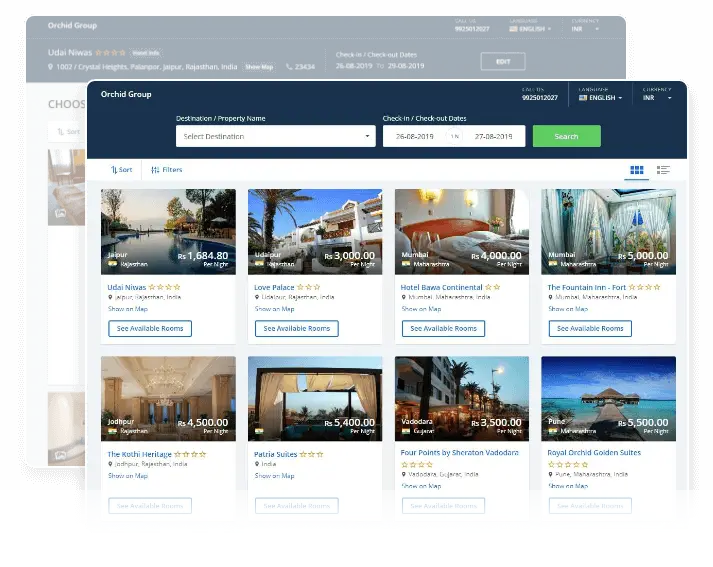 Orchid Group
CALL US
9925012027
LANGUAGE
ENGLISH
CURRENCY
INR
Udai Niwas
Hotel Info
1002 / Crystal Heights, Palanpor, Jaipur, Rajasthan, India
Show Map
23434
Check-in / Check-out Dates
26-08-2019 TO 29-08-2019
EDIT
CHOOS
Sort
Orchid Group
CALL US
9925012027
LANGUAGE
ENGLISH
CURRENCY
INR
Destination / Property Name
Select Destination
Check-in / Check-out Dates
26-08-2019
1 N
27-08-2019
Search
Sort
Filters
Jaipur
Rajasthan
Rs 1,684.80
Per Night
Udaipur
Rajasthan
Rs 3,000.00
Per Night
Mumbai
Maharashtra
Rs 4,000.00
Per Night
Mumbai
Maharashtra
Rs 5,000.00
Per Night
Udai Niwas
Jaipur, Rajasthan, India
Show on Map
See Available Rooms
Love Palace
Udaipur, Rajasthan, India
Show on Map
See Available Rooms
Hotel Bawa Continental
Mumbai, Maharashtra, India
Show on Map
See Available Rooms
The Fountain Inn - Fort
Mumbai, Maharashtra, India
Show on Map
See Available Rooms
Jodhpur
Rajasthan
Rs 4,500.00
Per Night
Rs 5,400.00
Per Night
Vadodara
Gujarat
Rs 3,500.00
Per Night
Pune
Maharashtra
Rs 5,500.00
Per Night
The Kothi Heritage
Jodhpur, Rajasthan, India
Show on Map
See Available Rooms
Patria Suites
India
Show on Map
See Available Rooms
Four Points by Sheraton Vadodara
Vadodara, Gujarat, India
Show on Map
See Available Rooms
Royal Orchid Golden Suites
Pune, Maharashtra, India
Show on Map
See Available Rooms